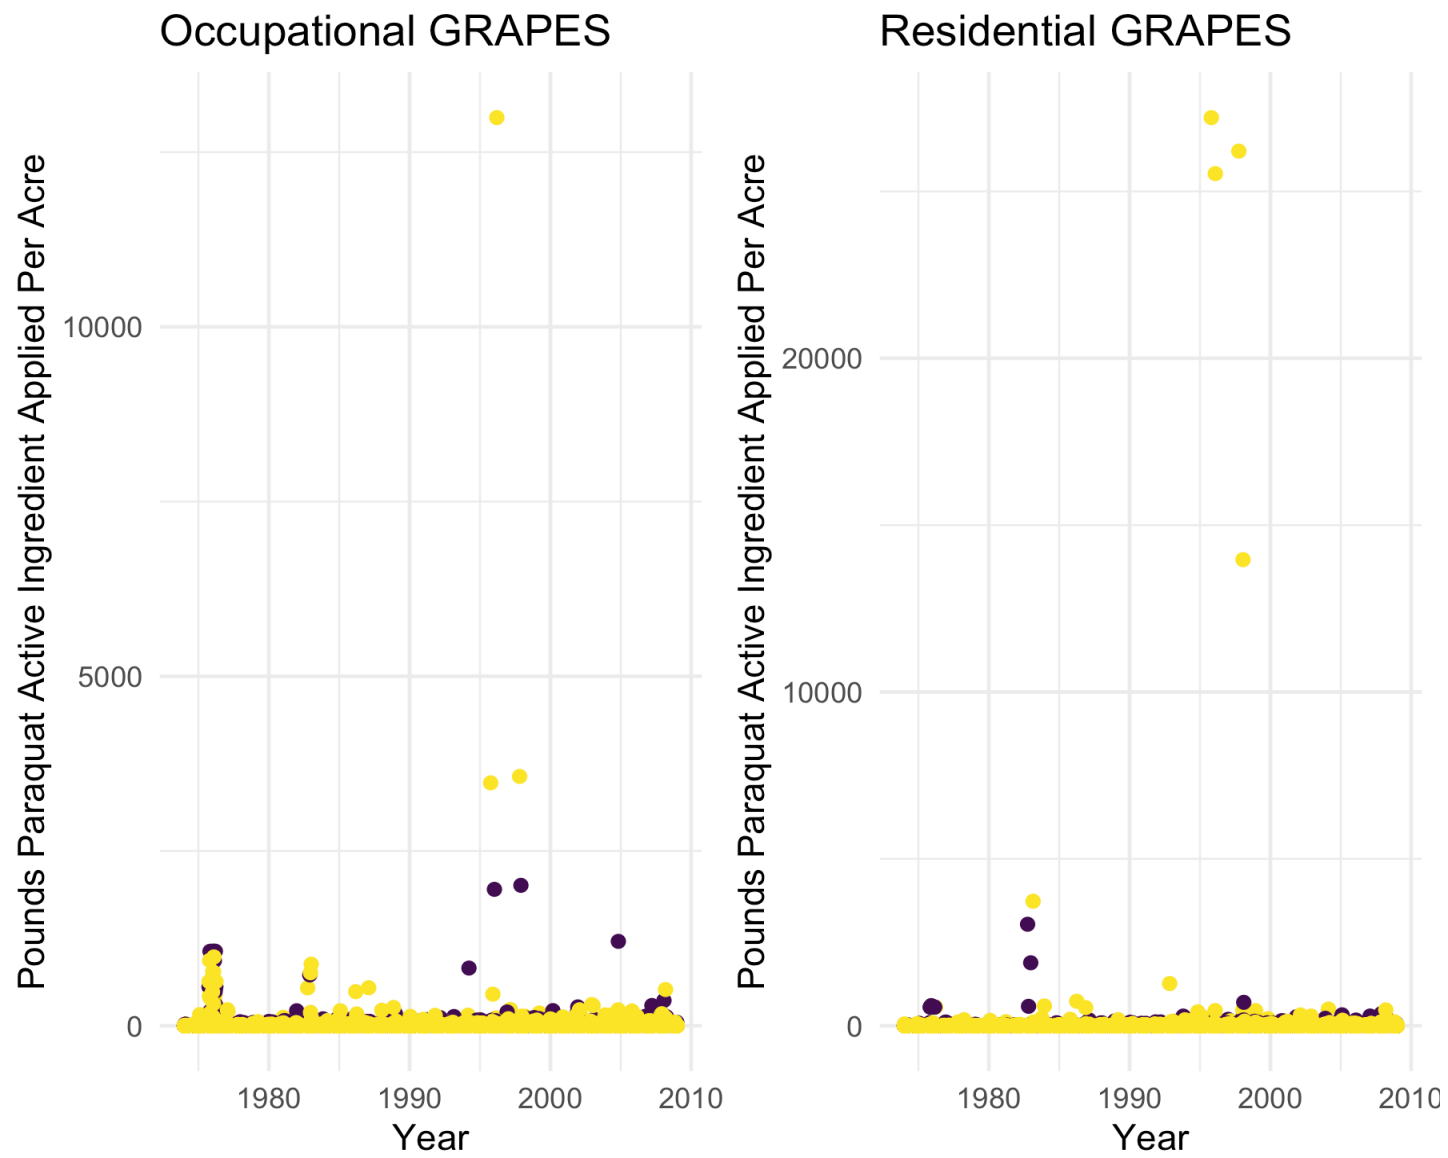 Occupational GRAPES
Pounds Paraquat Active Ingredient Applied Per Acre
10000
5000
0
1980 1990 2000 2010
Year
Residential GRAPES
Pounds Paraquat Active Ingredient Applied Per Acre
20000
10000
0
1980 1990 2000 2010
Year